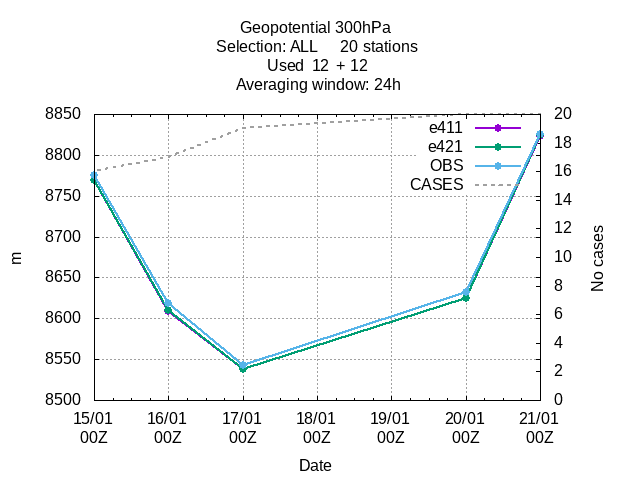 Geopotential 300hPa
Selection: ALL 20 stations
Used 12 + 12
Averaging window: 24h
8850
8800
8750
8700
8650
8600
8550
8500
m
e411
e421
OBS
CASES
20
18
16
14
12
10
8
6
4
2
0
No cases
15/01 16/01 17/01 18/01 19/01 20/01 21/01
00Z 00Z 00Z 00Z 00Z 00Z 00Z
Date